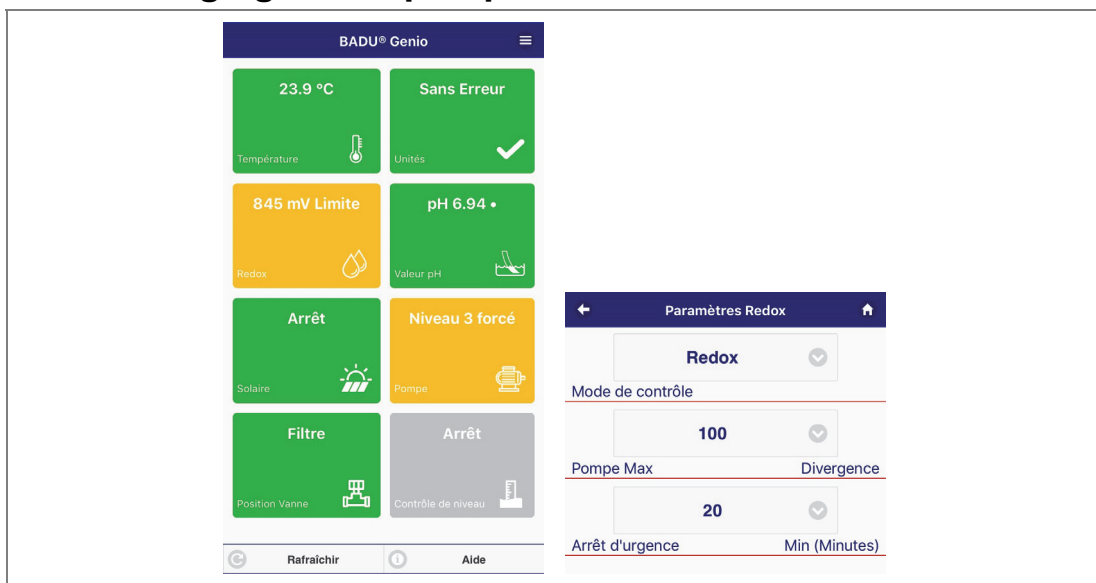 BADU® Genio
23.9 °C
Température
Sans Erreur
Unités
845 mV Limite
Redox
pH 6.94 •
Valeur pH
Arrêt
Solaire
Niveau 3 forcé
Pompe
Filtre
Position Vanne
Arrêt
Contrôle de niveau
Rafraîchir
Aide
Paramètres Redox
Redox
Mode de contrôle
100
Pompe Max Divergence
20
Arrêt d'urgence Min (Minutes)